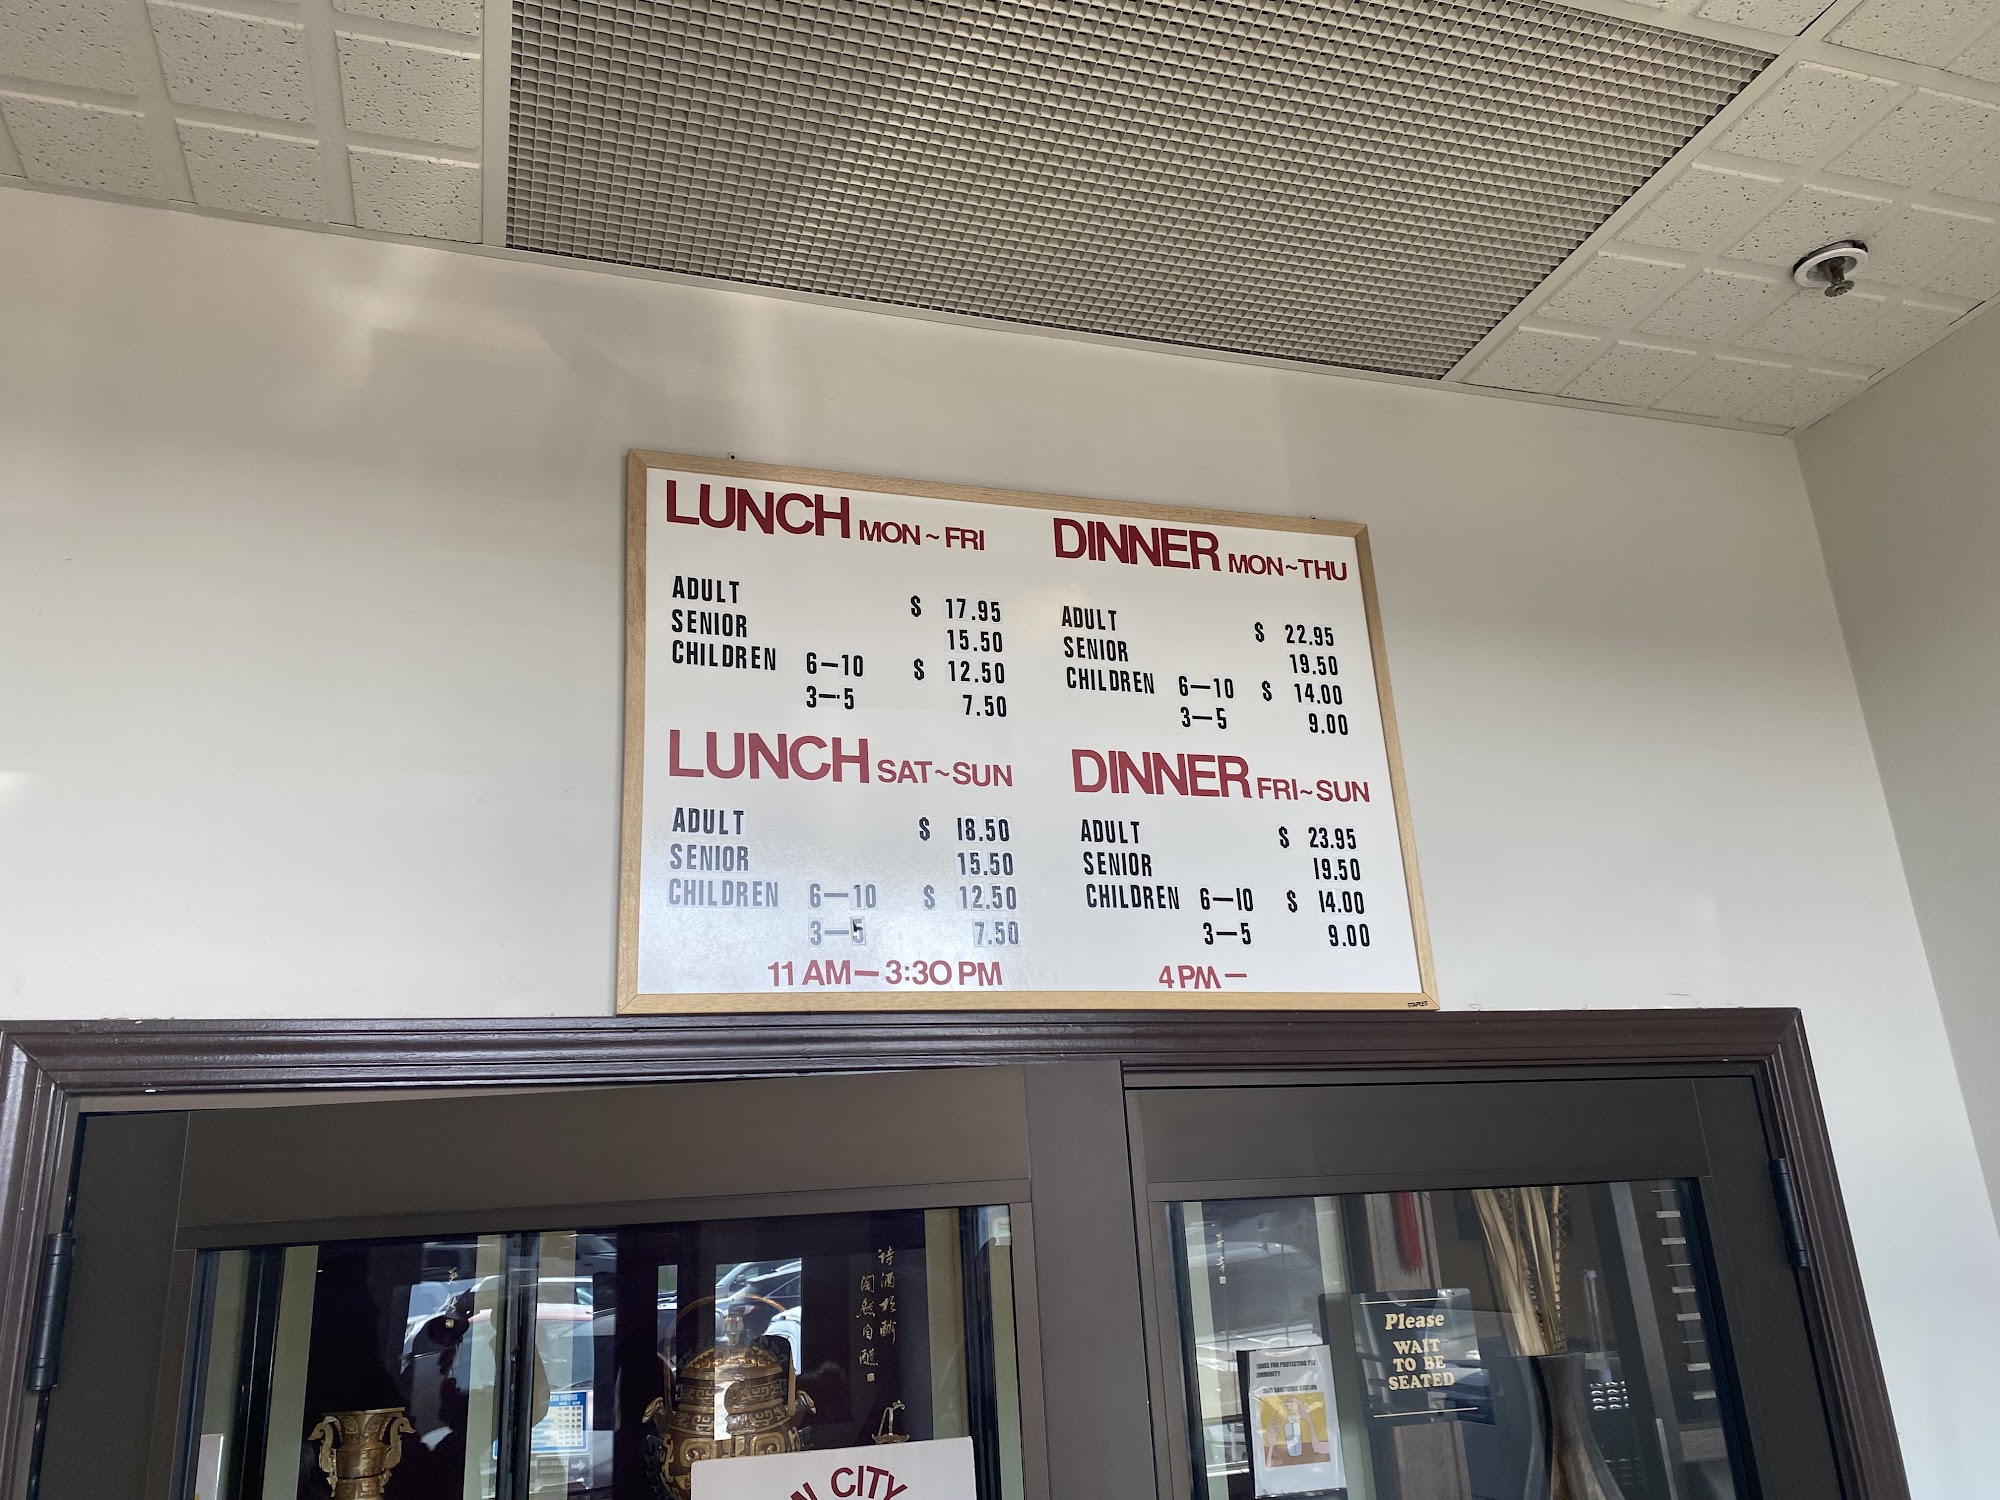 LUNCH MON~FRI
ADULT $ 17.95
SENIOR 15.50
CHILDREN 6—10 $ 12.50
3—5 7.50
DINNER MON~THU
ADULT $ 22.95
SENIOR 19.50
CHILDREN 6—10 $ 14.00
3—5 9.00
LUNCH SAT~SUN
ADULT $ 18.50
SENIOR 15.50
CHILDREN 6—10 $ 12.50
3—5 7.50
11 AM—3:30 PM
DINNER FRI~SUN
ADULT $ 23.95
SENIOR 19.50
CHILDREN 6—10 $ 14.00
3—5 9.00
4 PM—
STAPLES
Please
WAIT
TO BE
SEATED
CITY